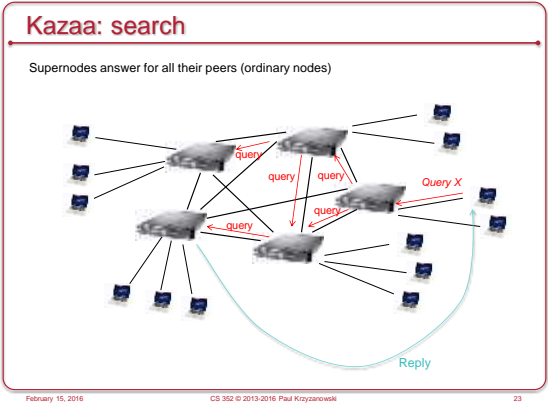 Kazaa: search
Supernodes answer for all their peers (ordinary nodes)
query
query
query
Query X
query
query
Reply
February 15, 2016
CS 352 © 2013-2016 Paul Krzyzanowski
23